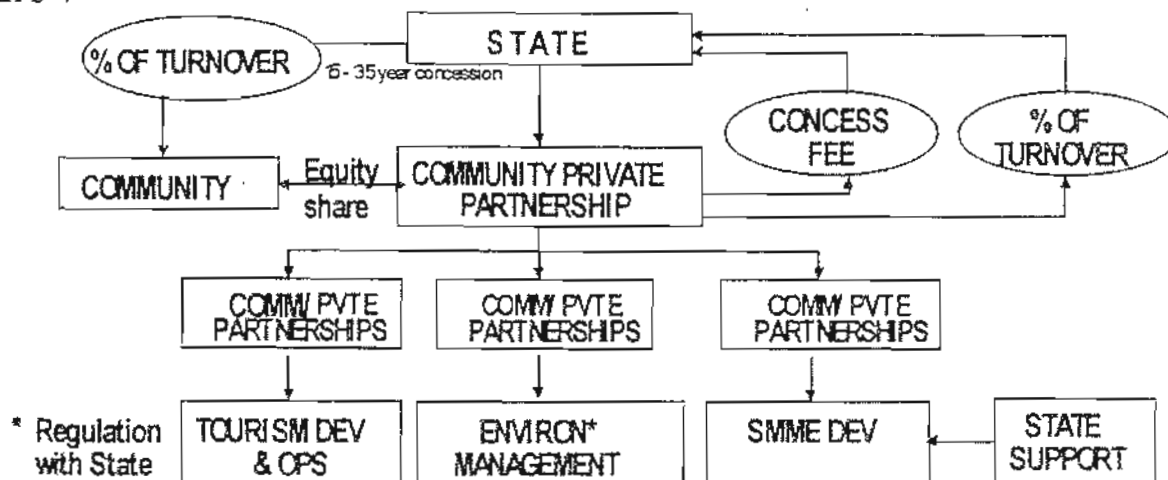 STATE
% OF TURNOVER
15 - 35 year concession
CONCESS
FEE
% OF
TURNOVER
COMMUNITY
Equity
share
COMMUNITY PRIVATE
PARTNERSHIP
COMM/ PVTE
PARTNERSHIPS
COMM/ PVTE
PARTNERSHIPS
COMM/ PVTE
PARTNERSHIPS
* Regulation
with State
TOURISM DEV
& OPS
ENVIRON*
MANAGEMENT
SMME DEV
STATE
SUPPORT